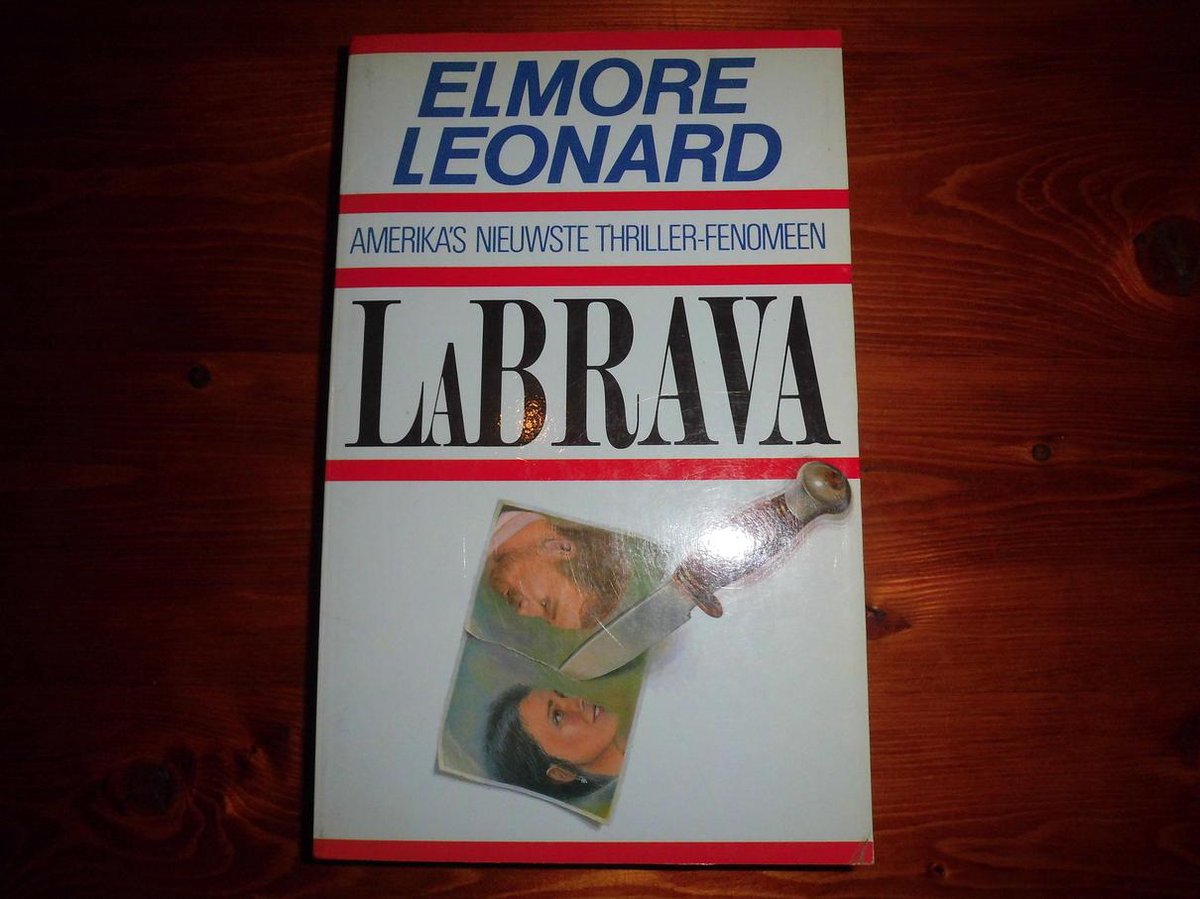 ELMORE
LEONARD
AMERIKA'S NIEUWSTE THRILLER-FENOMEEN
LABRAVA